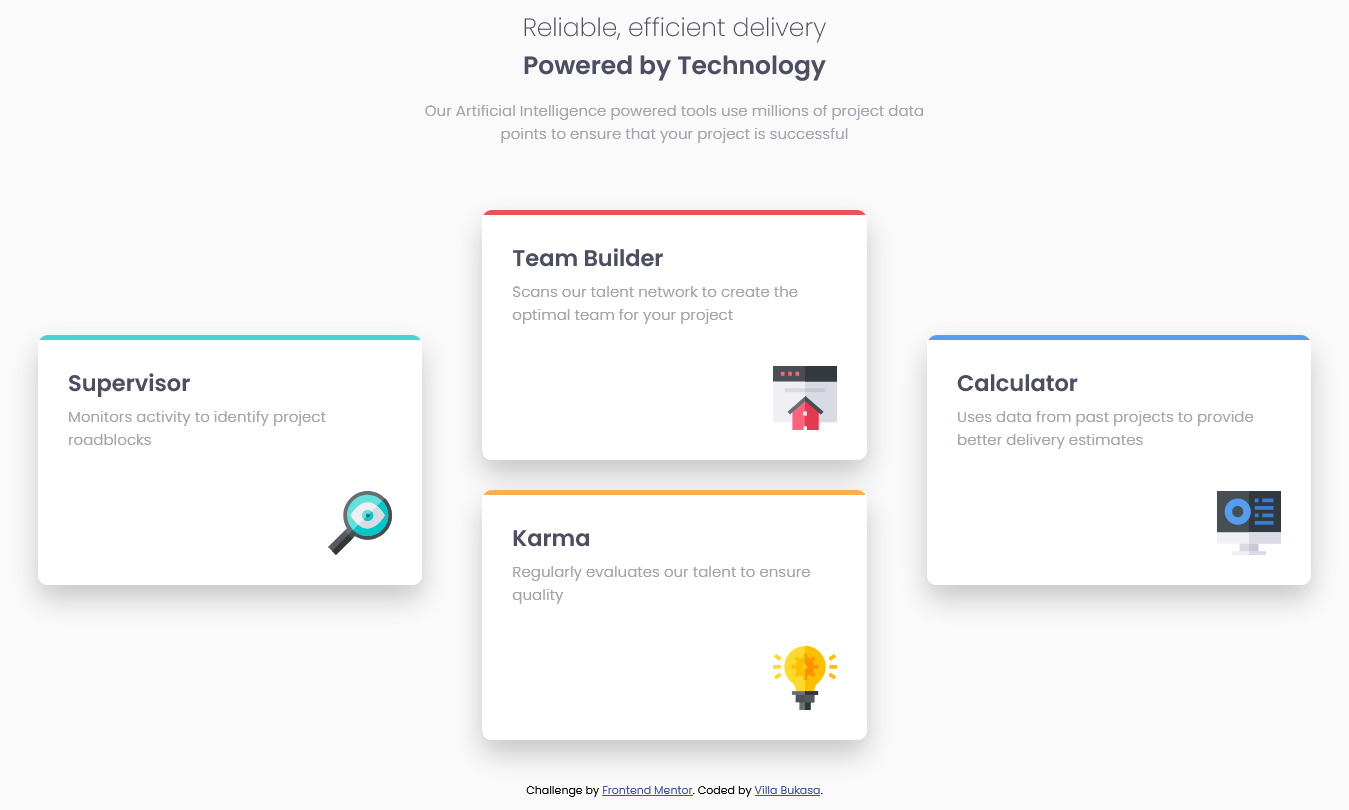 Reliable, efficient delivery
Powered by Technology
Our Artificial Intelligence powered tools use millions of project data
points to ensure that your project is successful
Supervisor
Monitors activity to identify project
roadblocks
Team Builder
Scans our talent network to create the
optimal team for your project
Karma
Regularly evaluates our talent to ensure
quality
Calculator
Uses data from past projects to provide
better delivery estimates
Challenge by Frontend Mentor. Coded by Villa Bukasa.